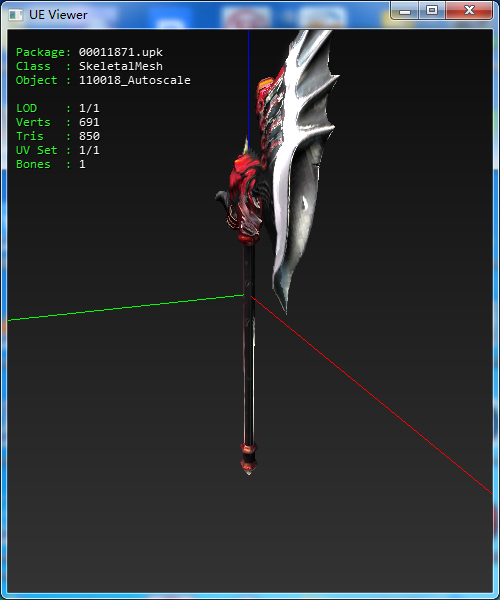 UE Viewer
Package: 00011871.upk
Class : SkeletalMesh
Object : 110018_Autoscale
LOD : 1/1
Verts : 691
Tris : 850
UV Set : 1/1
Bones : 1